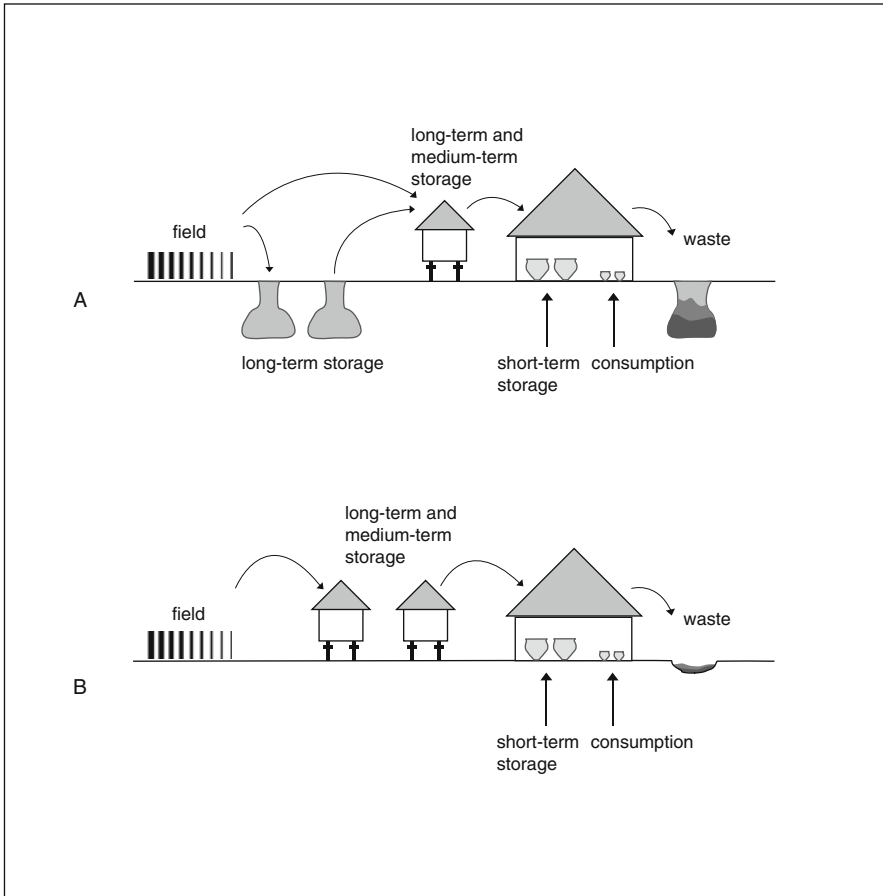 long-term and
medium-term
storage
field
waste
A
long-term storage
short-term
storage
consumption
long-term and
medium-term
storage
field
waste
B
short-term
storage
consumption